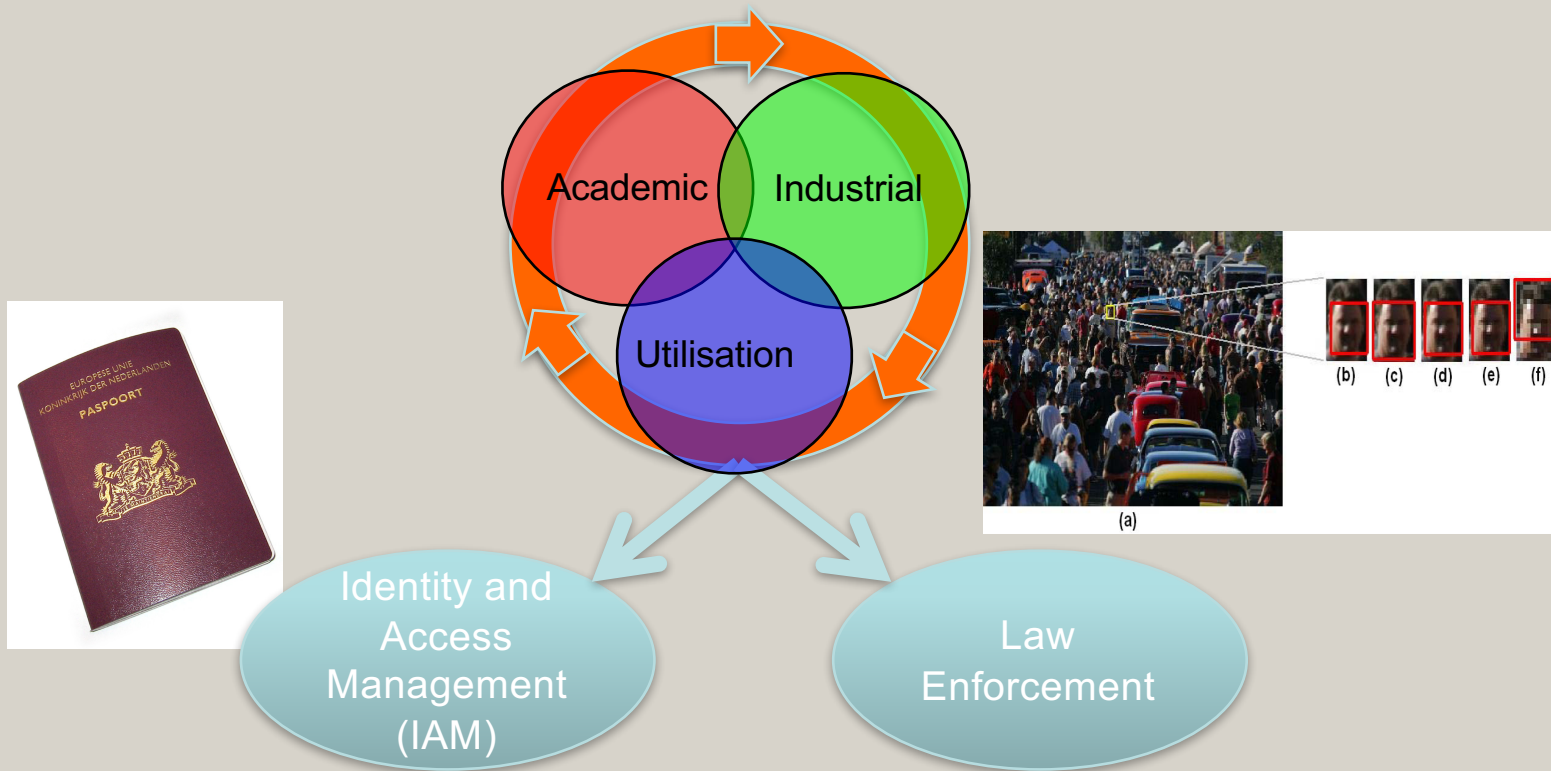 Academic
Industrial
Utilisation
EUROPESE UNIE
KONINKRIJK DER NEDERLANDEN
PASPOORT
(a)
(b) (c) (d) (e) (f)
Identity and
Access
Management
(IAM)
Law
Enforcement